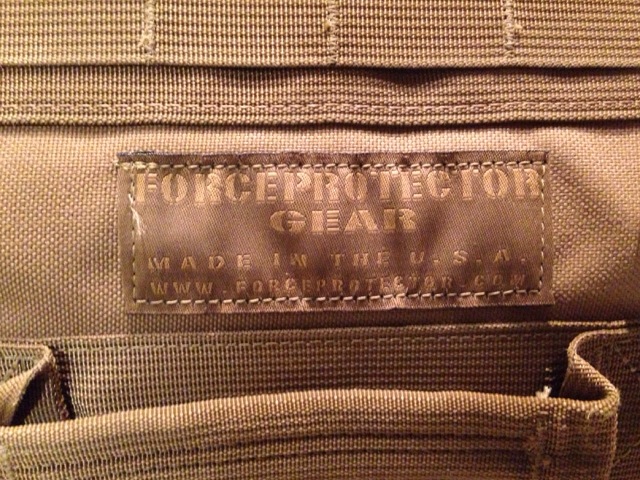 FORCEPROTECTOR
GEAR
MADE IN THE U.S.A.
WWW.FORCEPROTECTOR.COM